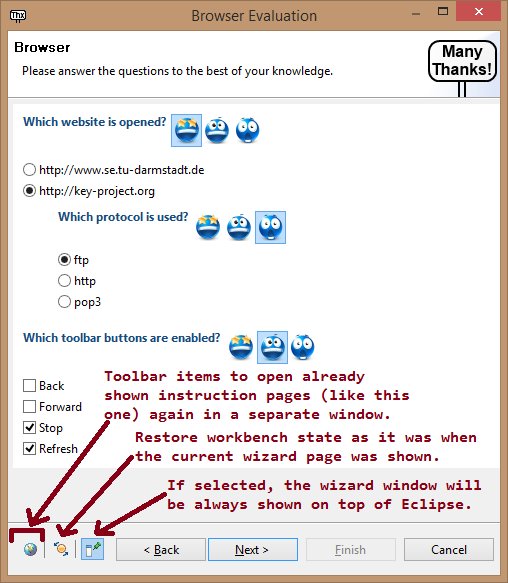 Thx
Browser Evaluation
Browser
Please answer the questions to the best of your knowledge.
Many
Thanks!
Which website is opened?
http://www.se.tu-darmstadt.de
http://key-project.org
Which protocol is used?
ftp
http
pop3
Which toolbar buttons are enabled?
Back
Forward
Stop
Refresh
Toolbar items to open already
shown instruction pages (like this
one) again in a separate window.
Restore workbench state as it was when
the current wizard page was shown.
If selected, the wizard window will
be always shown on top of Eclipse.
< Back
Next >
Finish
Cancel